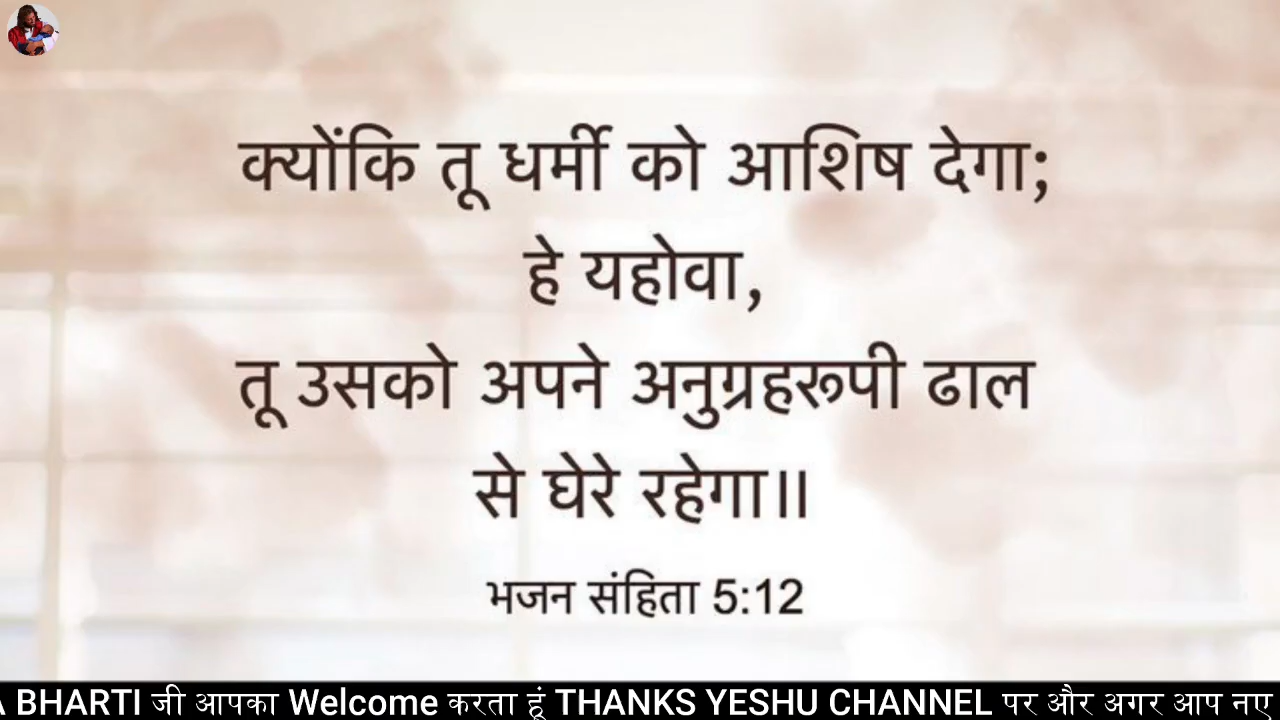 क्योंकि तू धर्मी को आशिष देगा;
हे यहोवा,
तू उसको अपने अनुग्रहरूपी ढाल
से घेरे रहेगा॥
भजन संहिता 5:12
A BHARTI जी आपका Welcome करता हूं THANKS YESHU CHANNEL पर और अगर आप नए